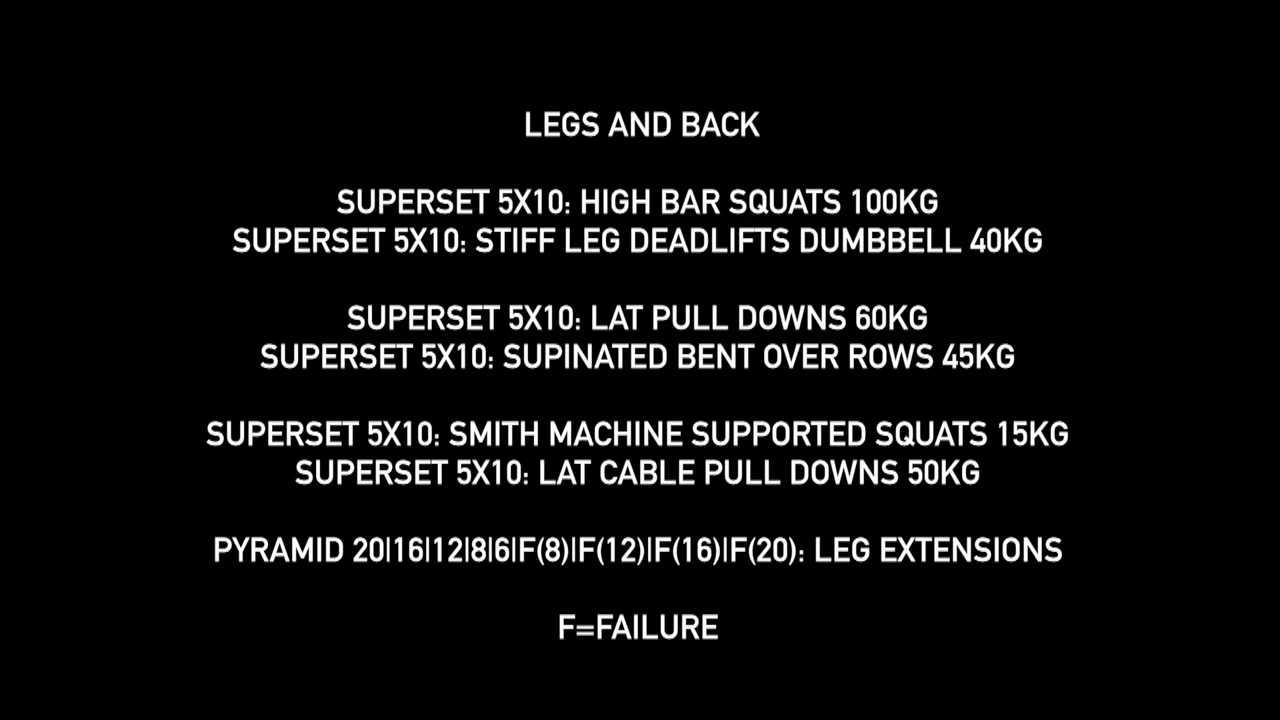 LEGS AND BACK
SUPERSET 5X10: HIGH BAR SQUATS 100KG
SUPERSET 5X10: STIFF LEG DEADLIFTS DUMBBELL 40KG
SUPERSET 5X10: LAT PULL DOWNS 60KG
SUPERSET 5X10: SUPINATED BENT OVER ROWS 45KG
SUPERSET 5X10: SMITH MACHINE SUPPORTED SQUATS 15KG
SUPERSET 5X10: LAT CABLE PULL DOWNS 50KG
PYRAMID 20|16|12|8|6|F(8)|F(12)|F(16)|F(20): LEG EXTENSIONS
F=FAILURE